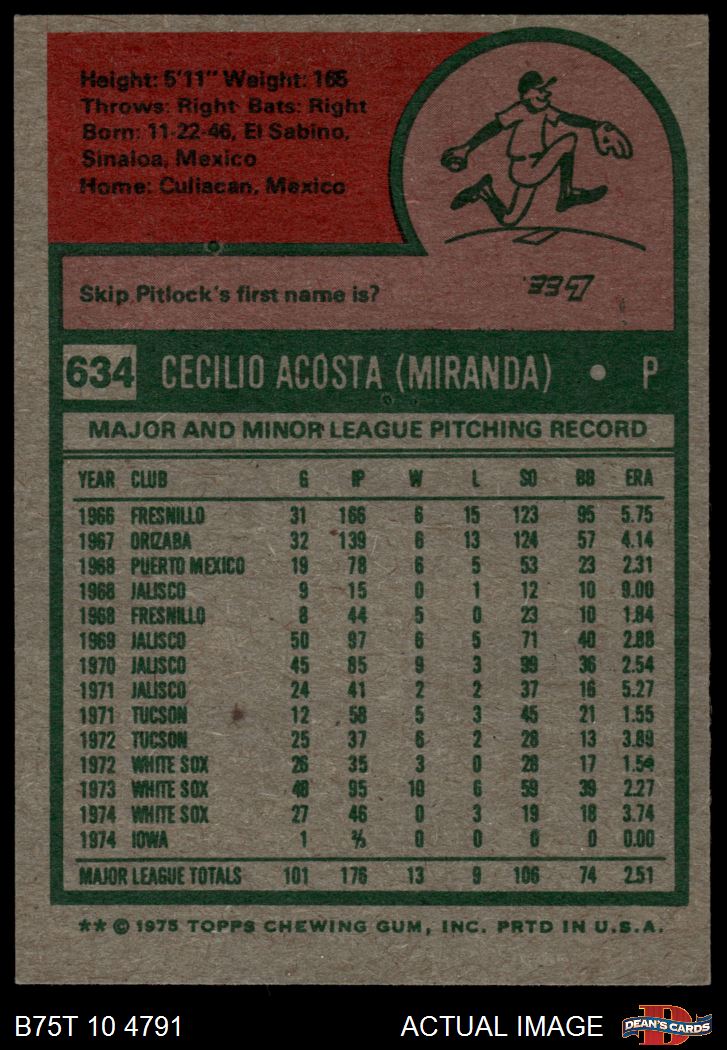 Height: 5'11" Weight: 165
Throws: Right Bats: Right
Born: 11-22-46, El Sabino,
Sinaloa, Mexico
Home: Culiacan, Mexico
Skip Pitlock's first name is?
634 CECILIO ACOSTA (MIRANDA) • P
MAJOR AND MINOR LEAGUE PITCHING RECORD
YEAR CLUB G IP W L SO BB ERA
1966 FRESNILLO 31 166 6 15 123 95 5.75
1967 ORIZABA 32 139 6 13 124 57 4.14
1968 PUERTO MEXICO 19 78 6 5 53 23 2.31
1968 JALISCO 9 15 0 1 12 10 9.00
1968 FRESNILLO 8 44 5 0 23 10 1.84
1969 JALISCO 50 97 6 5 71 40 2.88
1970 JALISCO 45 85 9 3 99 36 2.54
1971 JALISCO 24 41 2 2 37 16 5.27
1971 TUCSON 12 58 5 3 45 21 1.55
1972 TUCSON 25 37 6 2 28 13 3.89
1972 WHITE SOX 26 35 3 0 28 17 1.54
1973 WHITE SOX 48 95 10 6 59 39 2.27
1974 WHITE SOX 27 46 0 3 19 18 3.74
1974 IOWA 1 ⅔ 0 0 0 0 0.00
MAJOR LEAGUE TOTALS 101 176 13 9 106 74 2.51
** © 1975 TOPPS CHEWING GUM, INC. PRTD IN U.S.A.
B75T 10 4791 ACTUAL IMAGE DEAN'S CARDS